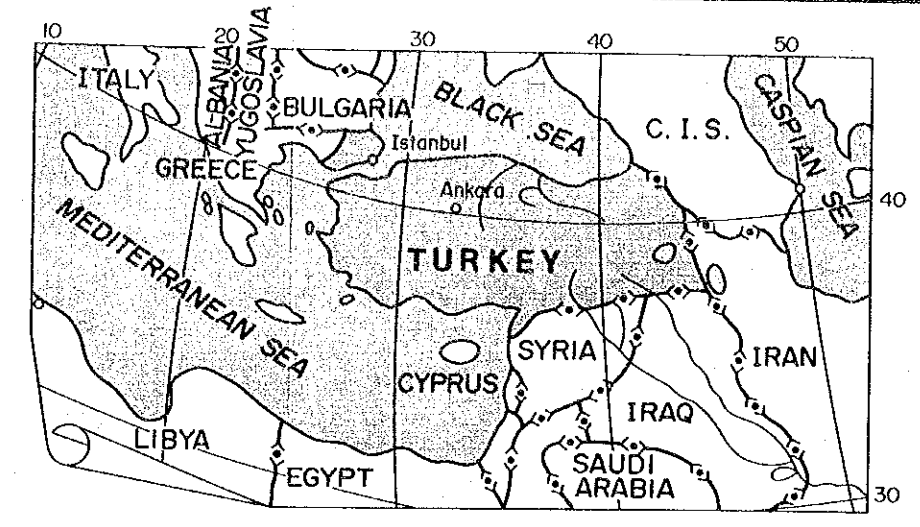 10
20
30
40
50
ITALY
ALBANIA
YUGOSLAVIA
BULGARIA
BLACK SEA
C. I. S.
CASPIAN SEA
Istanbul
GREECE
Ankara
40
MEDITERRANEAN SEA
TURKEY
SYRIA
IRAN
CYPRUS
IRAQ
LIBYA
EGYPT
SAUDI
ARABIA
30